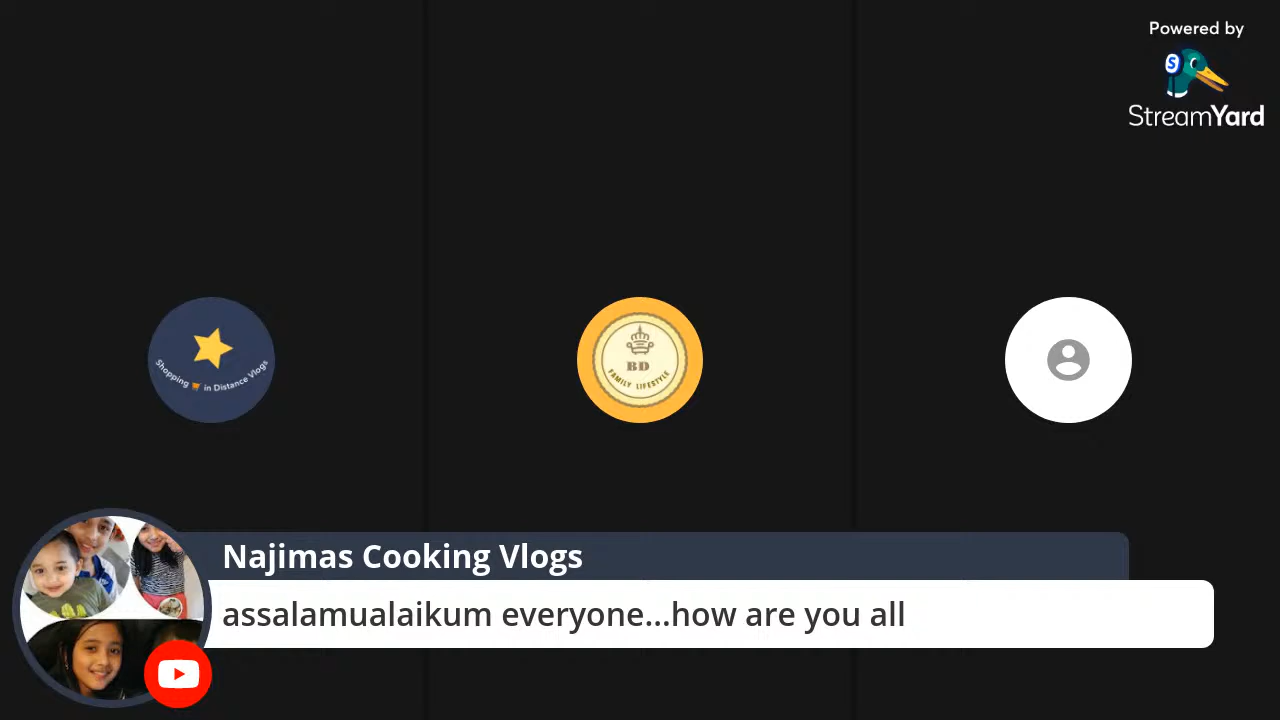 Powered by
S
StreamYard
Shopping in Distance Vlogs
BD
FAMILY LIFESTYLE
Najimas Cooking Vlogs
assalamualaikum everyone...how are you all